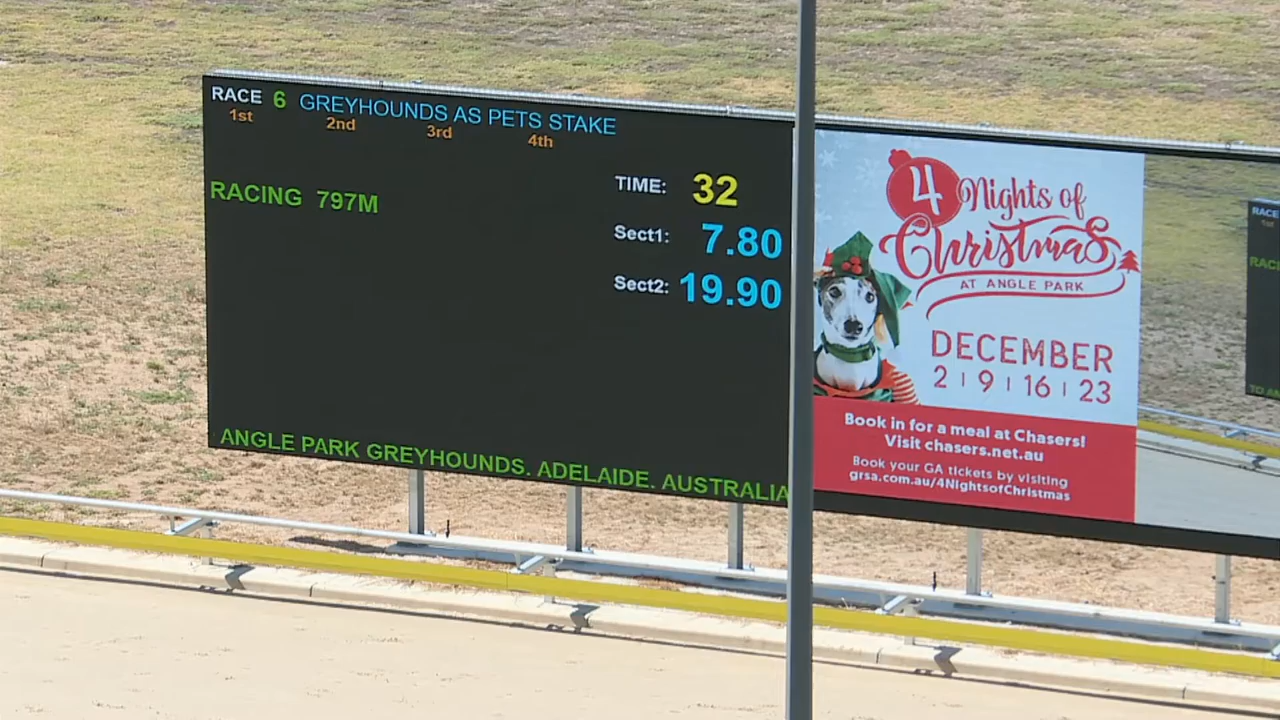 RACE 6 GREYHOUNDS AS PETS STAKE
1st 2nd 3rd 4th
RACING 797M
TIME: 32
Sect1: 7.80
Sect2: 19.90
ANGLE PARK GREYHOUNDS. ADELAIDE. AUSTRALIA
4 Nights of
Christmas
AT ANGLE PARK
DECEMBER
2 | 9 | 16 | 23
Book in for a meal at Chasers!
Visit chasers.net.au
Book your GA tickets by visiting
grsa.com.au/4NightsofChristmas
RACE
1st